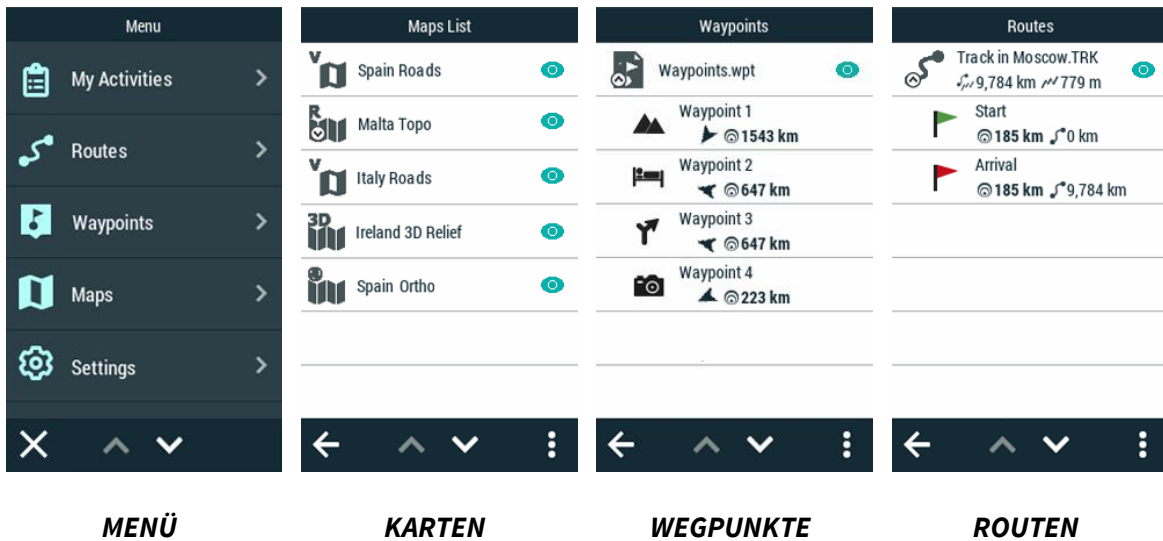 Menu
My Activities
Routes
Waypoints
Maps
Settings
Maps List
V
Spain Roads
R
Malta Topo
V
Italy Roads
3D
Ireland 3D Relief
Spain Ortho
Waypoints
Waypoints.wpt
Waypoint 1
1543 km
Waypoint 2
647 km
Waypoint 3
647 km
Waypoint 4
223 km
Routes
Track in Moscow.TRK
9,784 km 779 m
Start
185 km 0 km
Arrival
185 km 9,784 km
MENÜ
KARTEN
WEGPUNKTE
ROUTEN